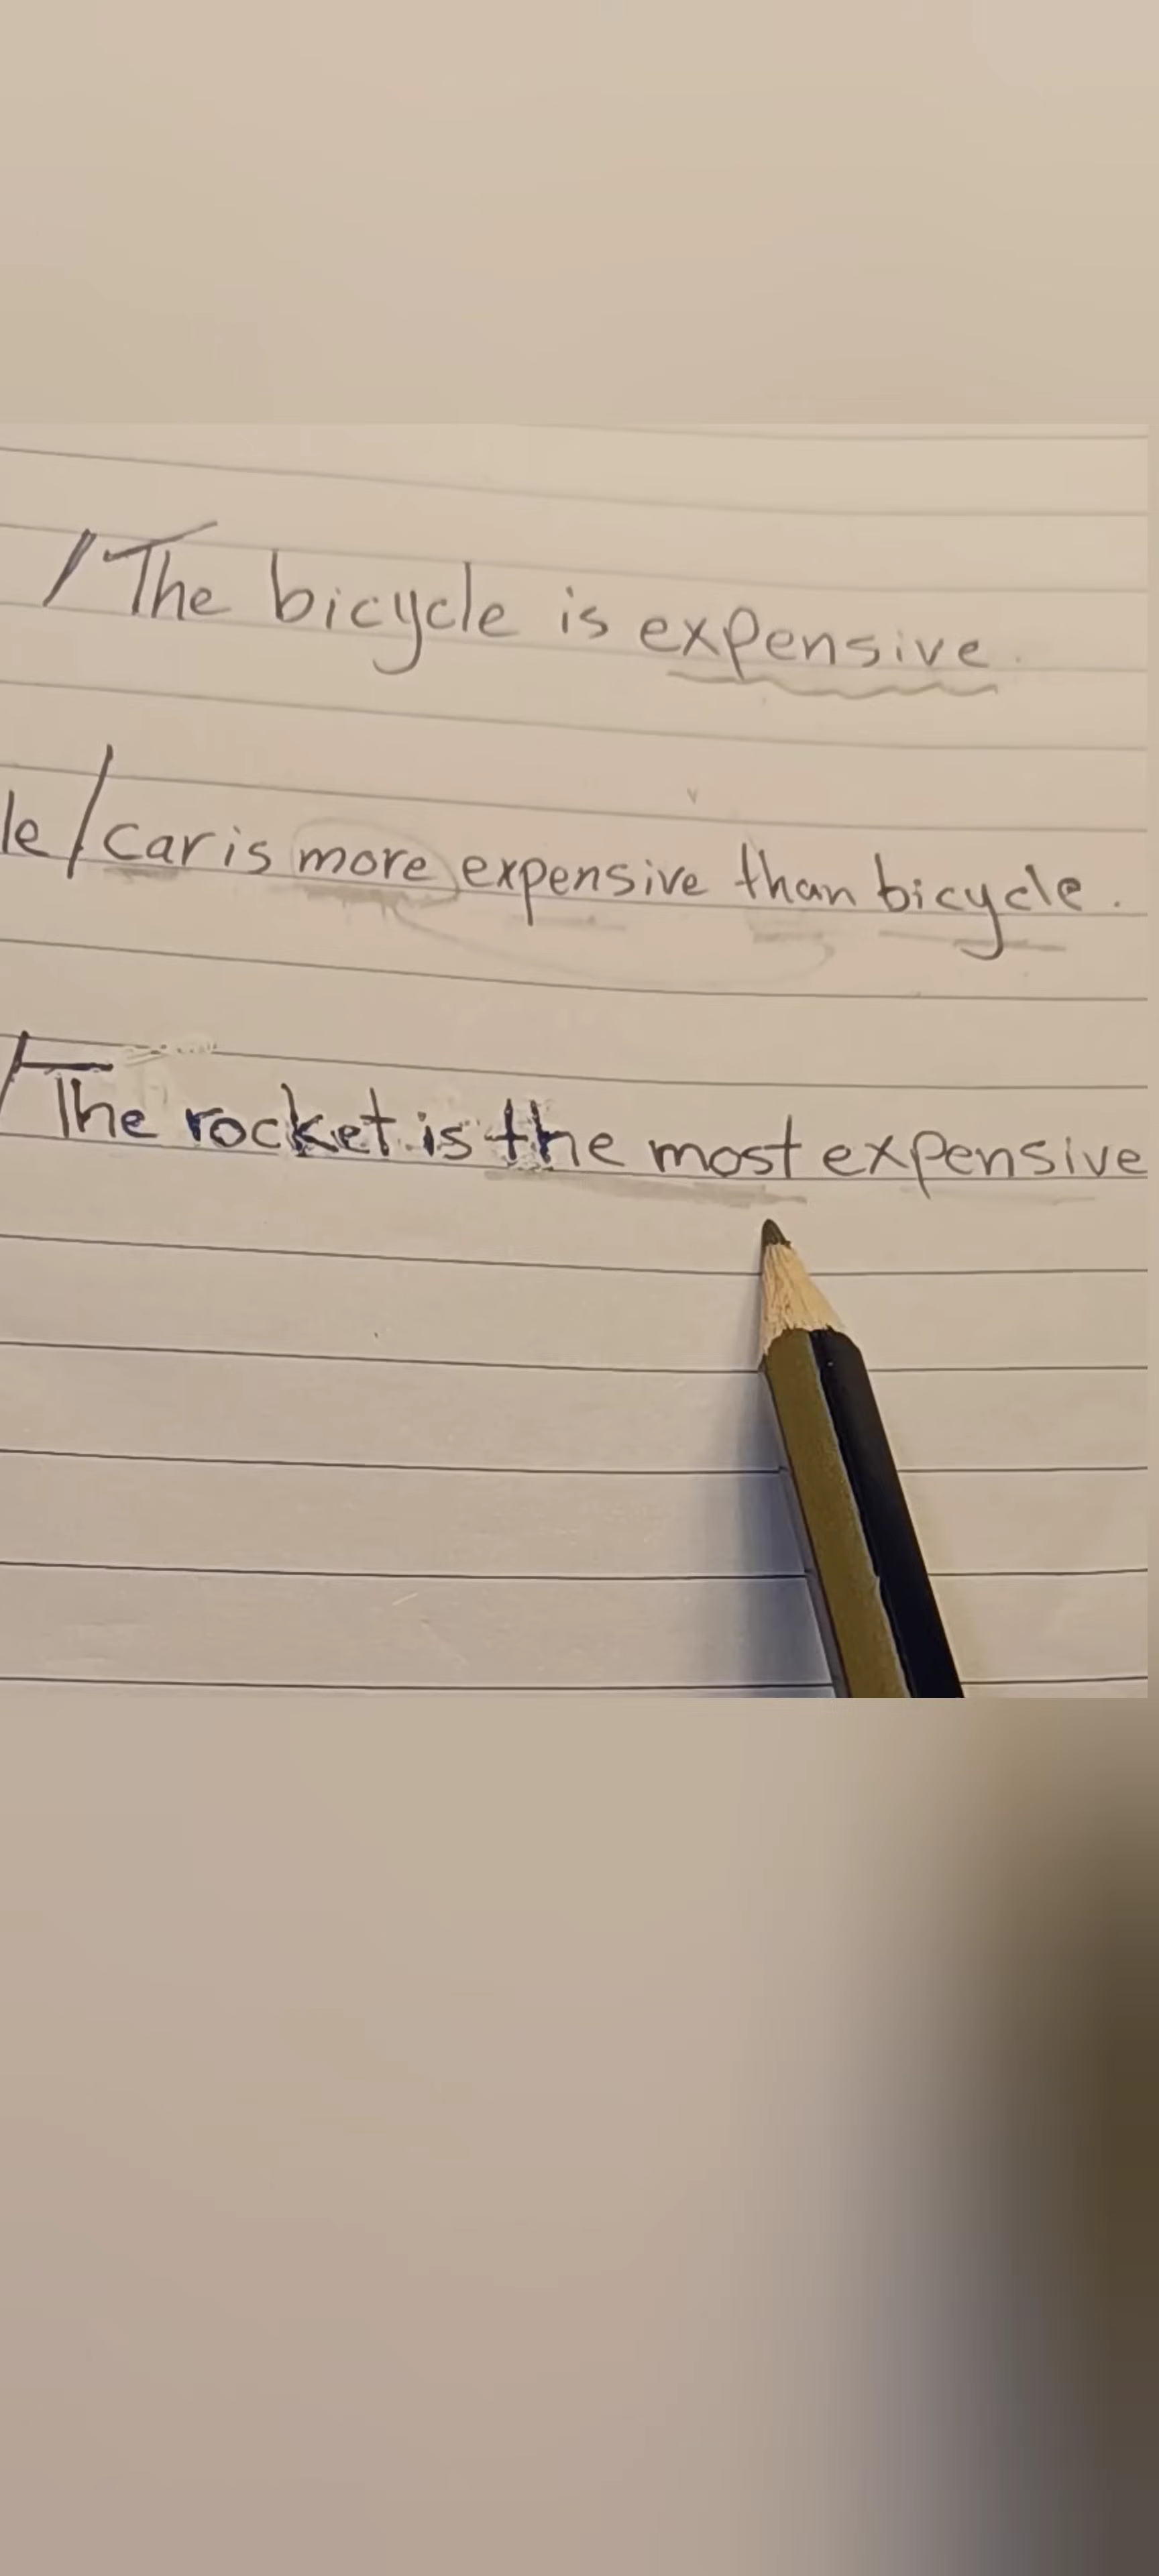 /The bicycle is expensive.
le/car is more expensive than bicycle.
/The rocket is the most expensive